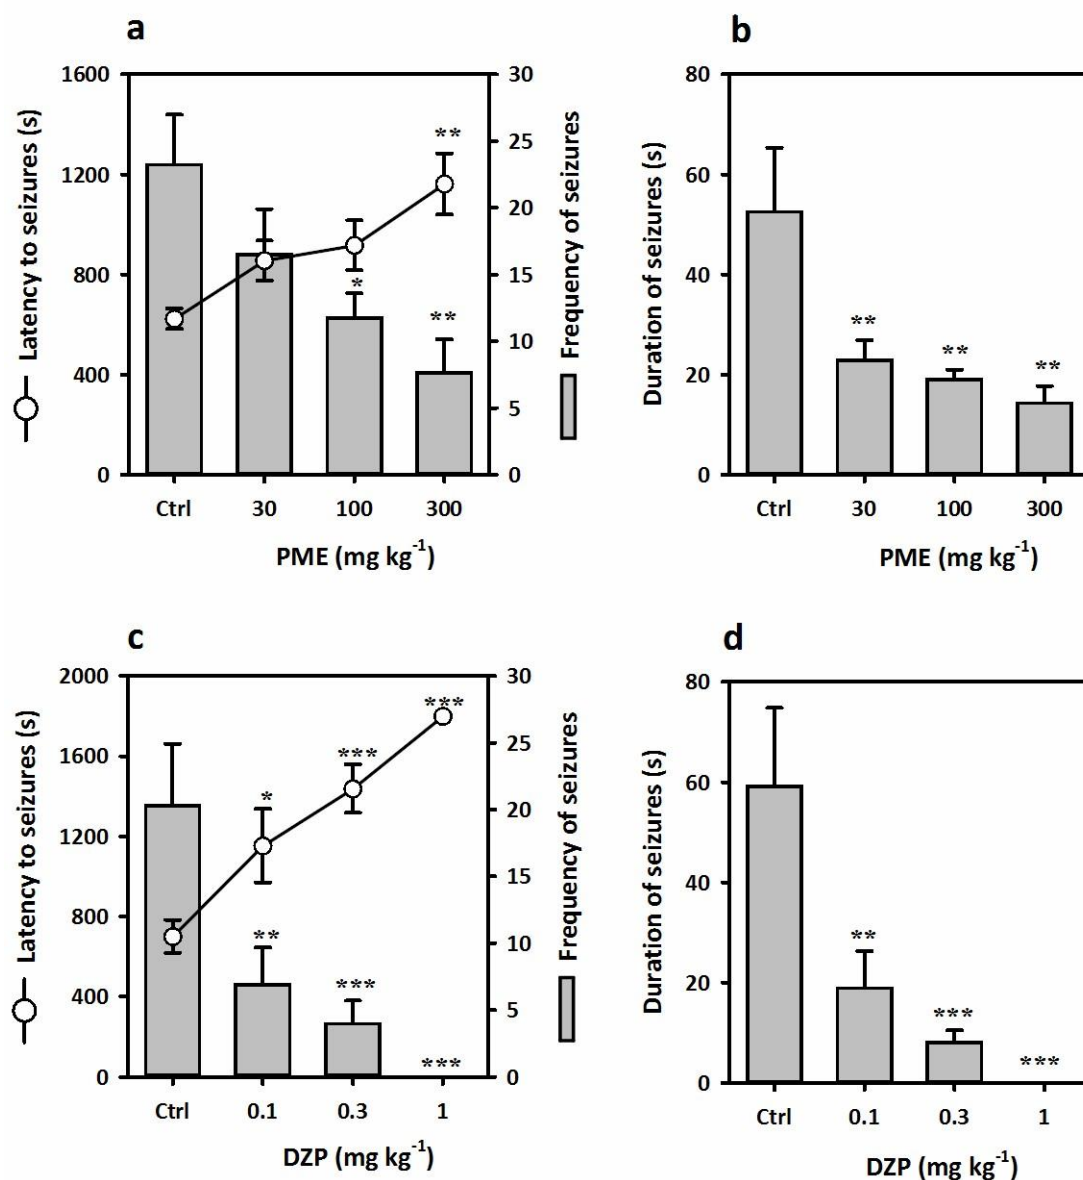 a
Latency to seizures (s)
1600
1200
800
400
0
30
25
20
15
10
5
0
Frequency of seizures
**
*
**
Ctrl 30 100 300
PME (mg kg-1)
b
Duration of seizures (s)
80
60
40
20
0
**
**
**
Ctrl 30 100 300
PME (mg kg-1)
c
Latency to seizures (s)
2000
1600
1200
800
400
0
30
25
20
15
10
5
0
Frequency of seizures
***
***
*
**
***
***
Ctrl 0.1 0.3 1
DZP (mg kg-1)
d
Duration of seizures (s)
80
60
40
20
0
**
***
***
Ctrl 0.1 0.3 1
DZP (mg kg-1)